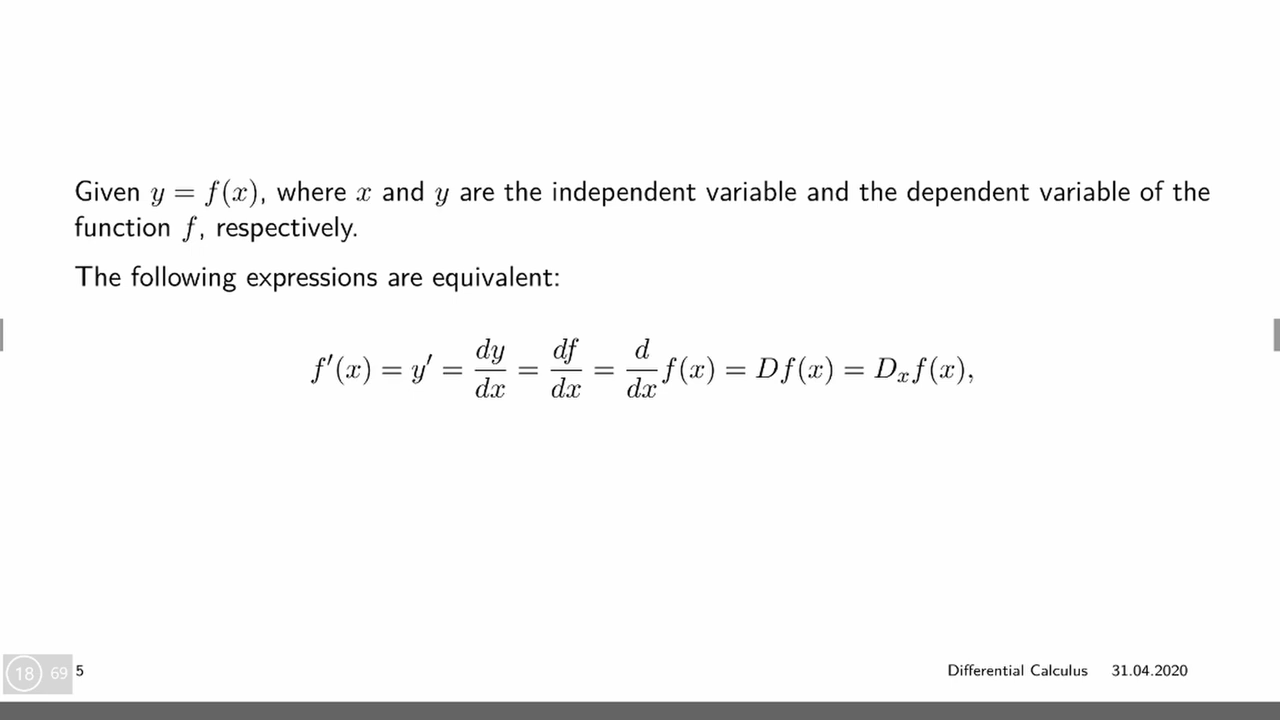 Given y = f(x), where x and y are the independent variable and the dependent variable of the
function f, respectively.
The following expressions are equivalent:
f′(x) = y′ = dy/dx = df/dx = d/dx f(x) = Df(x) = Dₓf(x),
18 69 5
Differential Calculus 31.04.2020